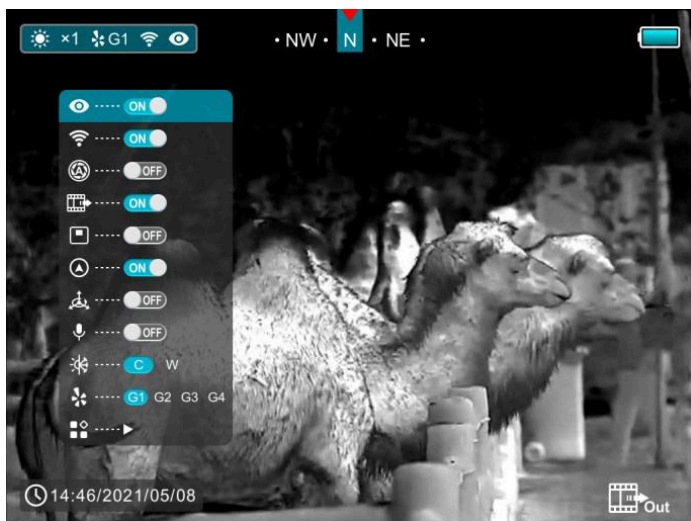 ×1 G1
• NW • N • NE •
ON
ON
OFF
ON
OFF
ON
OFF
OFF
C W
G1 G2 G3 G4
14:46/2021/05/08
Out